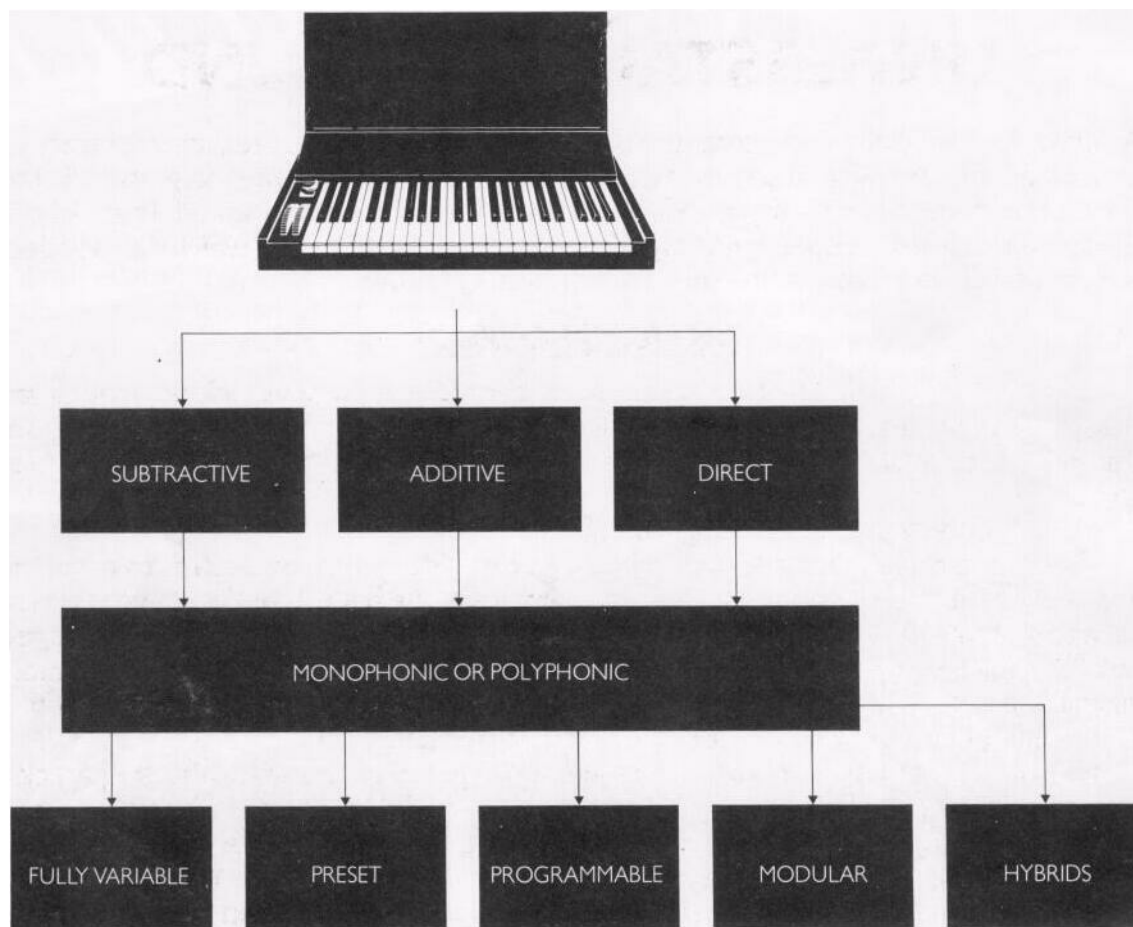 SUBTRACTIVE
ADDITIVE
DIRECT
MONOPHONIC OR POLYPHONIC
FULLY VARIABLE
PRESET
PROGRAMMABLE
MODULAR
HYBRIDS